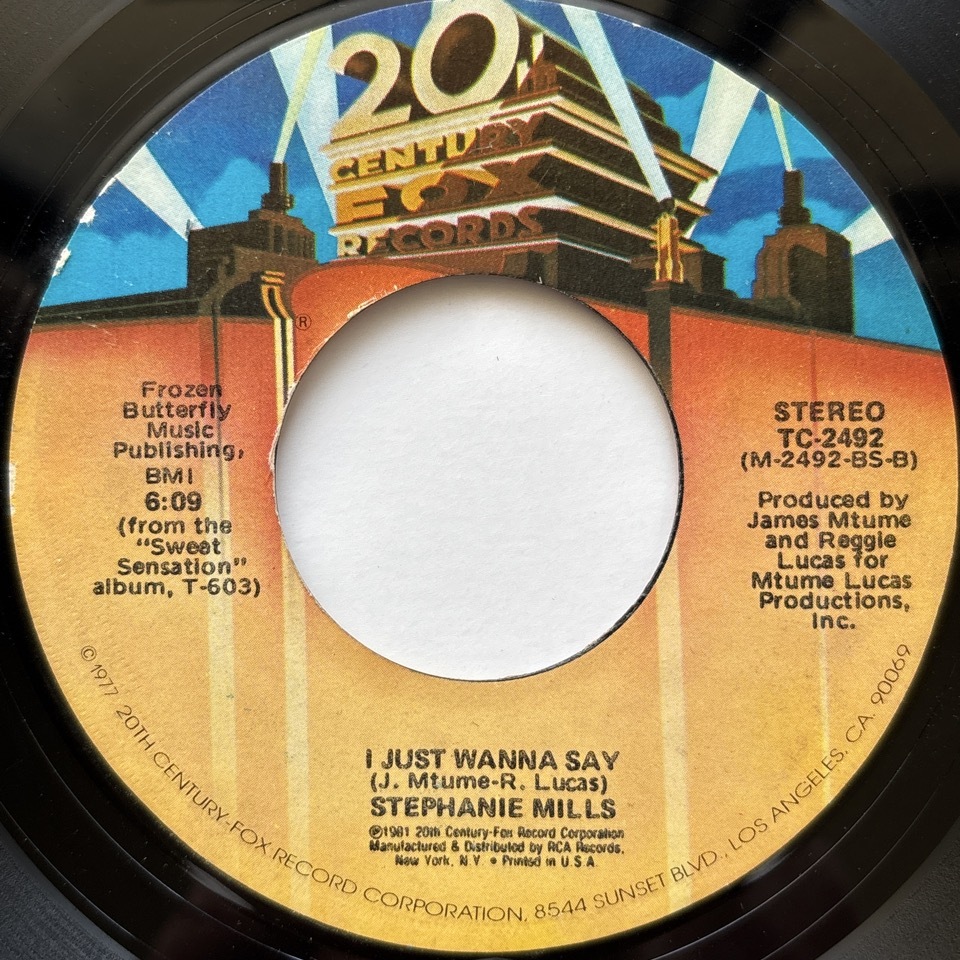 20th
CENTURY
FOX
RECORDS
®
Frozen
Butterfly
Music
Publishing,
BMI
6:09
(from the
"Sweet
Sensation"
album, T-603)
STEREO
TC-2492
(M-2492-BS-B)
Produced by
James Mtume
and Reggie
Lucas for
Mtume Lucas
Productions,
Inc.
I JUST WANNA SAY
(J. Mtume-R. Lucas)
STEPHANIE MILLS
℗1981 20th Century-Fox Record Corporation
Manufactured & Distributed by RCA Records,
New York, N.Y • Printed in U S A
© 1977 20TH CENTURY-FOX RECORD CORPORATION, 8544 SUNSET BLVD., LOS ANGELES, CA. 90069